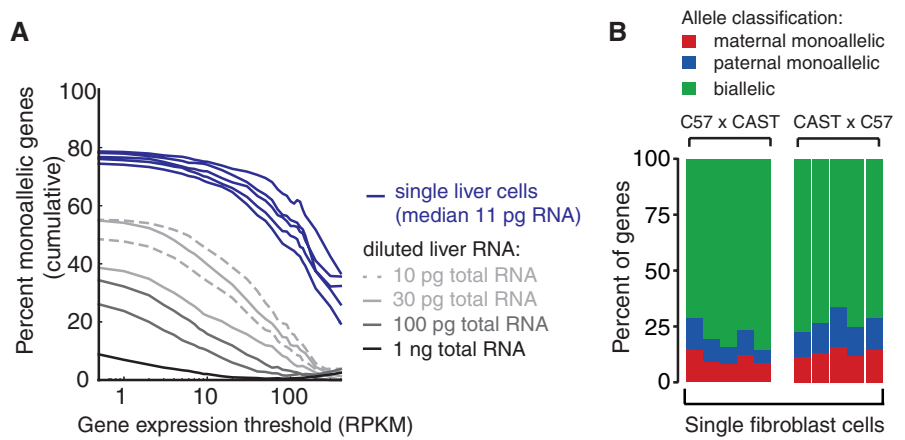 A
Percent monoallelic genes
(cumulative)
100
80
60
40
20
0
1
10
100
Gene expression threshold (RPKM)
single liver cells
(median 11 pg RNA)
diluted liver RNA:
10 pg total RNA
30 pg total RNA
100 pg total RNA
1 ng total RNA
B
Allele classification:
maternal monoallelic
paternal monoallelic
biallelic
C57 x CAST
CAST x C57
Percent of genes
100
75
50
25
0
Single fibroblast cells